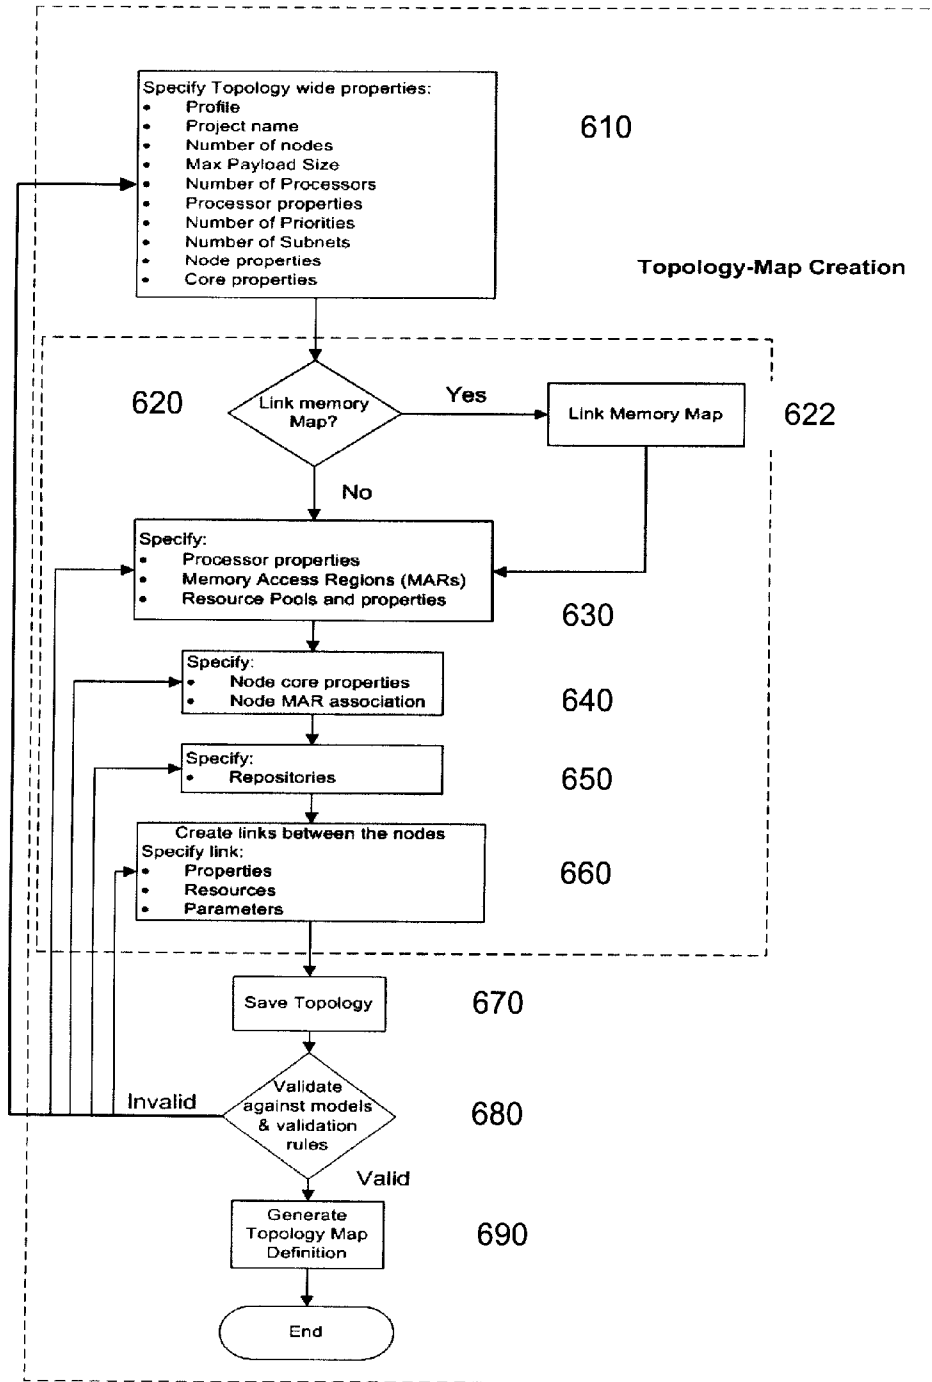 Specify Topology wide properties:
• Profile
• Project name
• Number of nodes
• Max Payload Size
• Number of Processors
• Processor properties
• Number of Priorities
• Number of Subnets
• Node properties
• Core properties
610
Topology-Map Creation
620
Link memory
Map?
Yes
Link Memory Map
622
No
Specify:
• Processor properties
• Memory Access Regions (MARs)
• Resource Pools and properties
630
Specify:
• Node core properties
• Node MAR association
640
Specify:
• Repositories
650
Create links between the nodes
Specify link:
• Properties
• Resources
• Parameters
660
Save Topology
670
Invalid
Validate
against models
& validation
rules
680
Valid
Generate
Topology Map
Definition
690
End